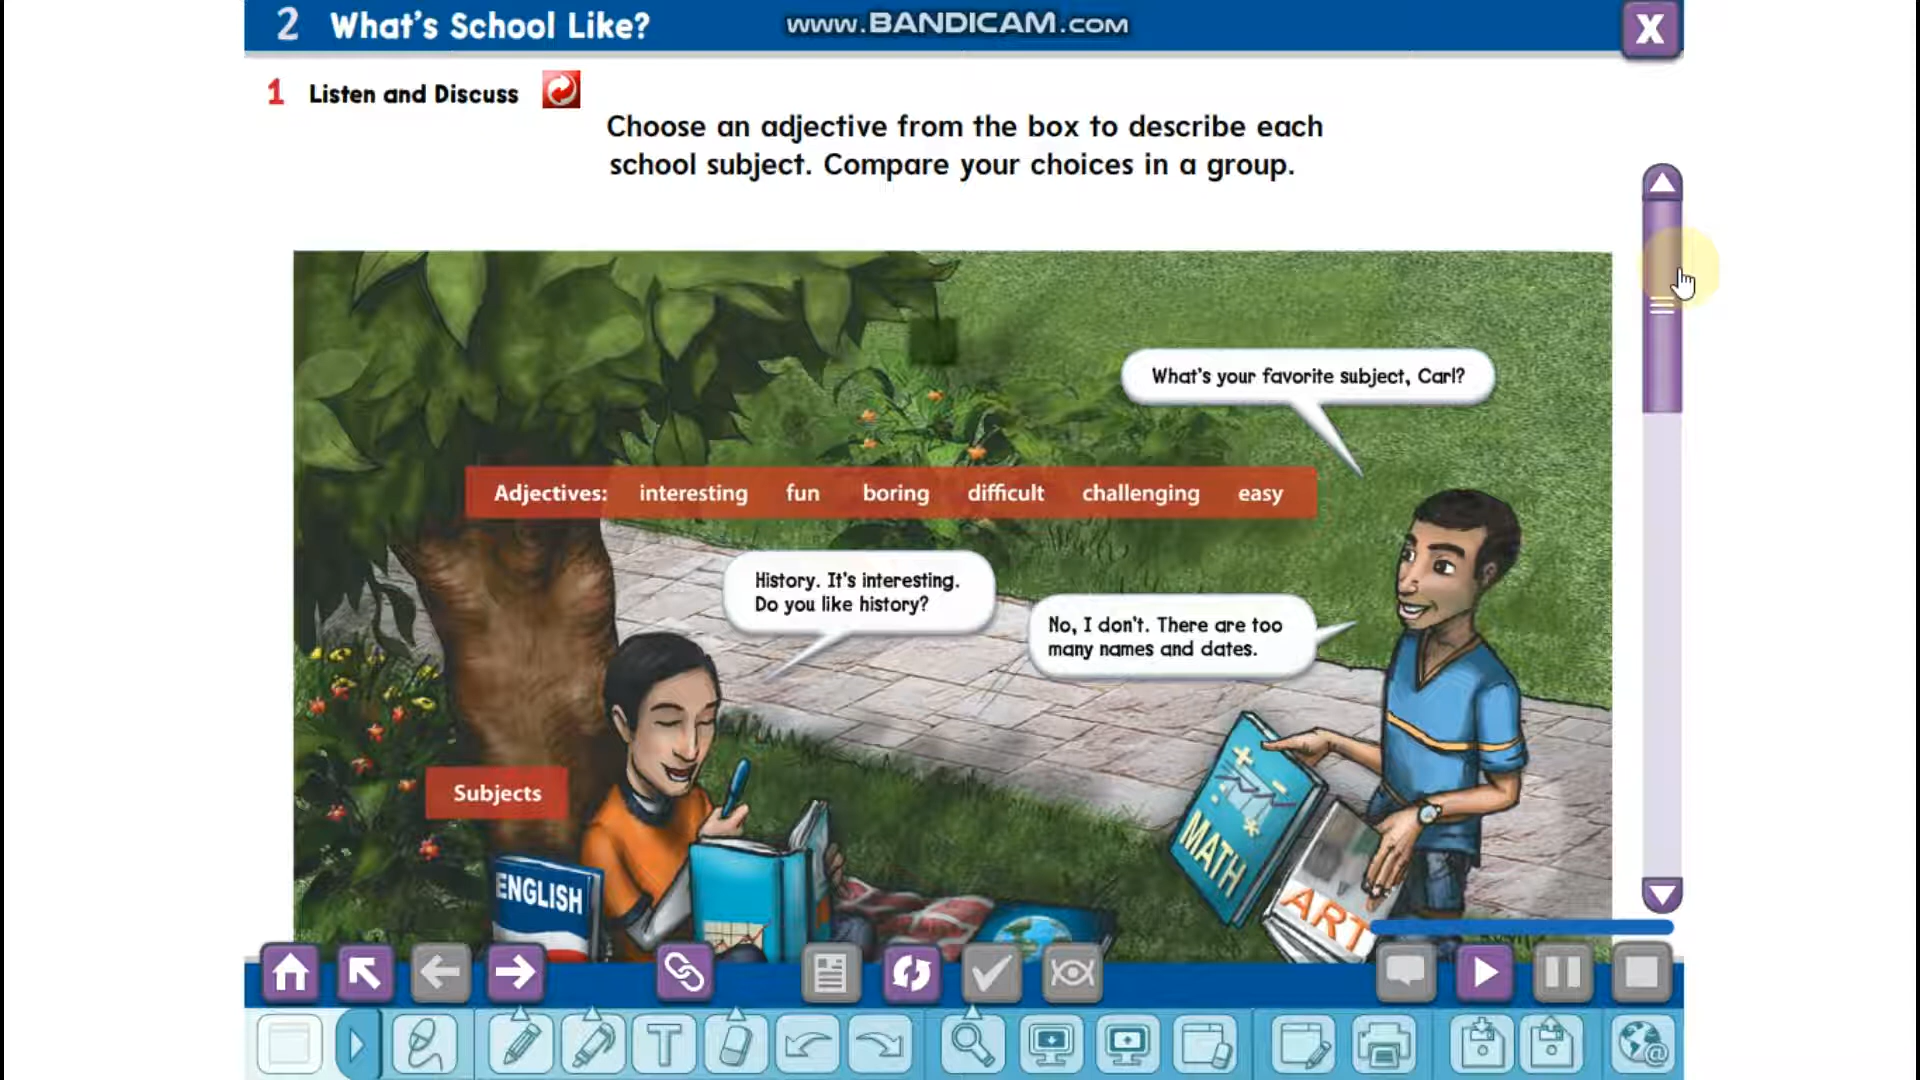 2 What's School Like?
www.BANDICAM.com
X
1 Listen and Discuss
Choose an adjective from the box to describe each
school subject. Compare your choices in a group.
What's your favorite subject, Carl?
Adjectives: interesting fun boring difficult challenging easy
History. It's interesting.
Do you like history?
No, I don't. There are too
many names and dates.
Subjects
MATH
ENGLISH
ART
T
@